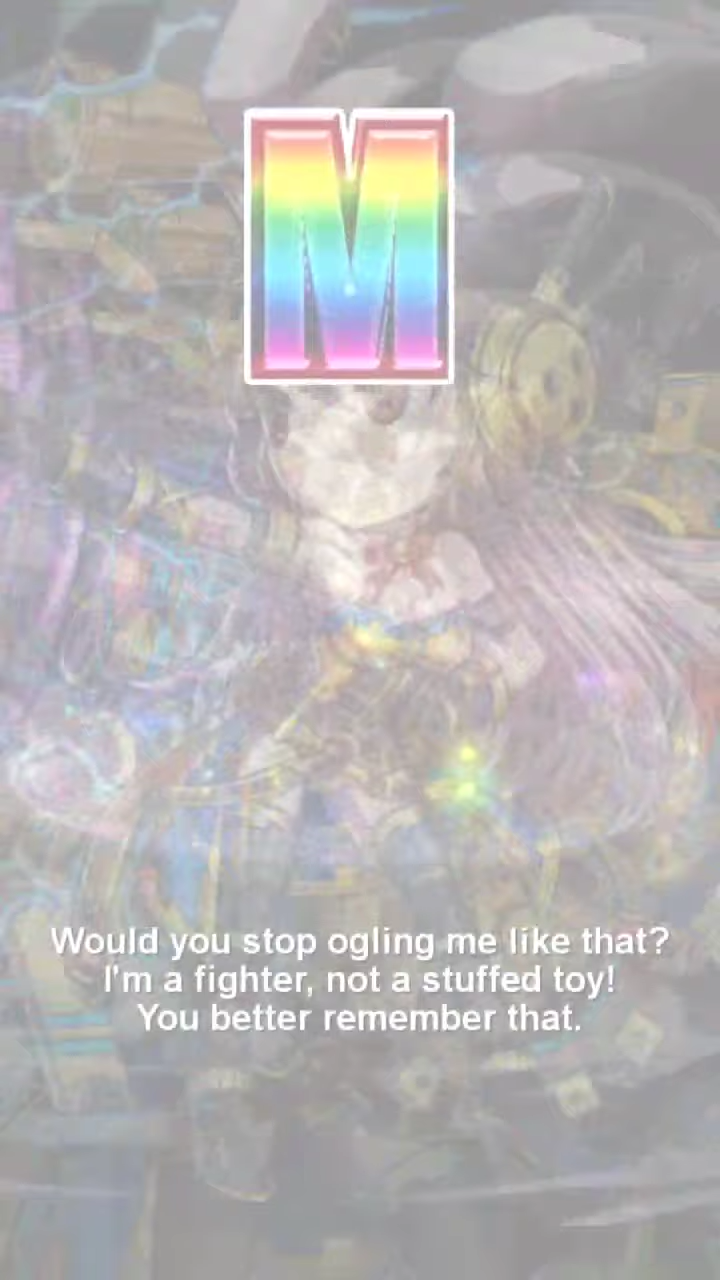 M
Would you stop ogling me like that?
I'm a fighter, not a stuffed toy!
You better remember that.